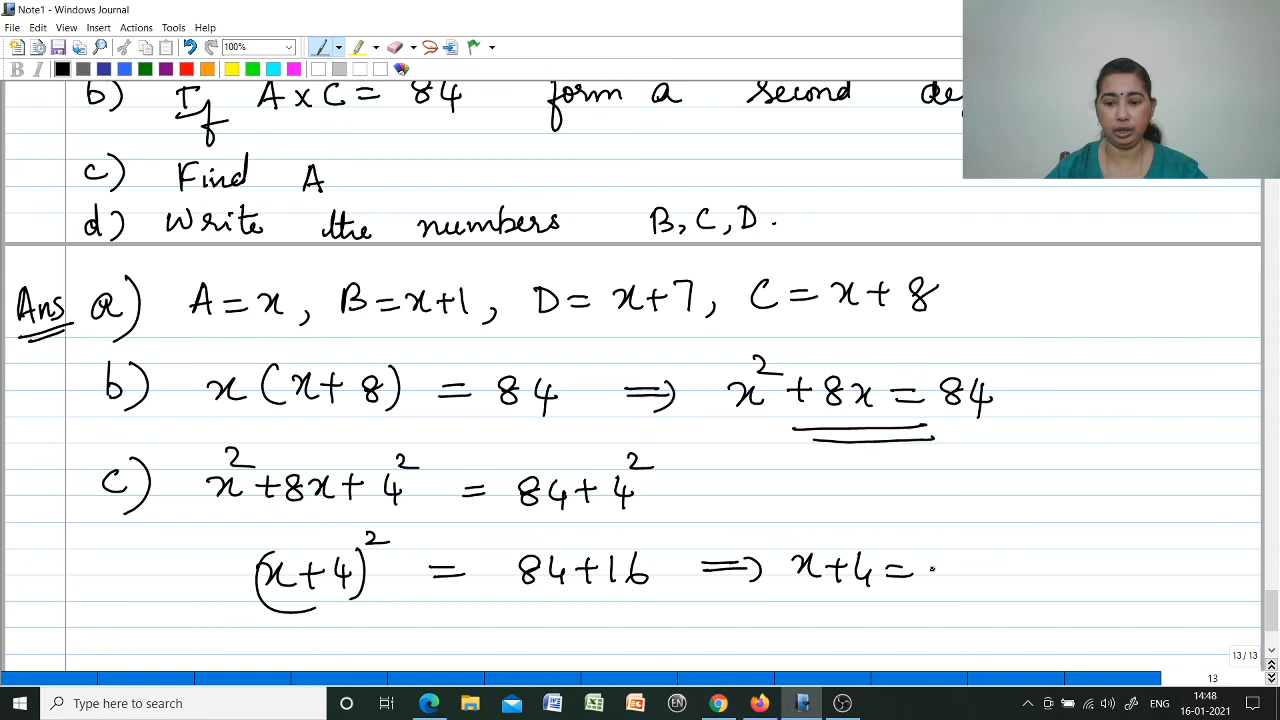 Note1 - Windows Journal
File Edit View Insert Actions Tools Help
100%
B I
b) If A x C = 84 form a second
c) Find A
d) Write the numbers B, C, D.
Ans a) A = x, B = x+1, D = x+7, C = x+8
b) x(x+8) = 84 ⟹ x² + 8x = 84
c) x² + 8x + 4² = 84 + 4²
(x+4)² = 84+16 ⟹ x+4 =
13 / 13
13
Type here to search
ENG
14:48
16-01-2021